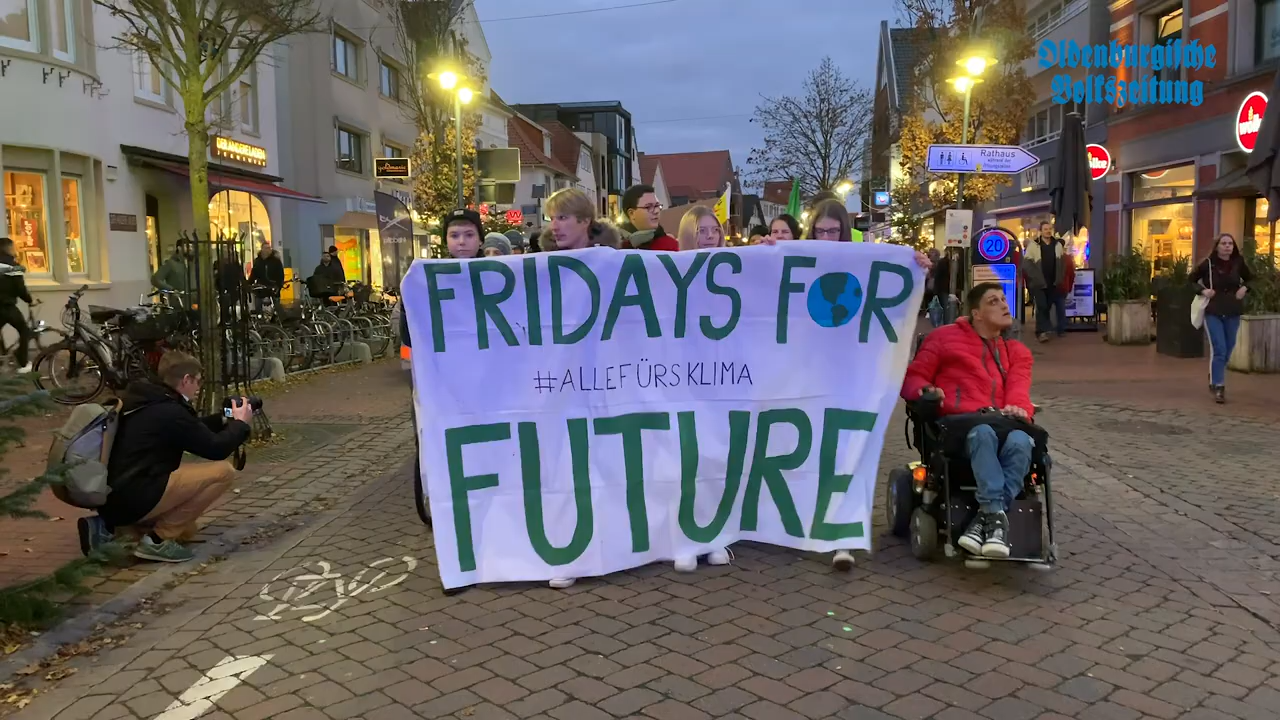 Oldenburgische
Volkszeitung
Rathaus
20
FRIDAYS FOR
#ALLEFÜRSKLIMA
FUTURE